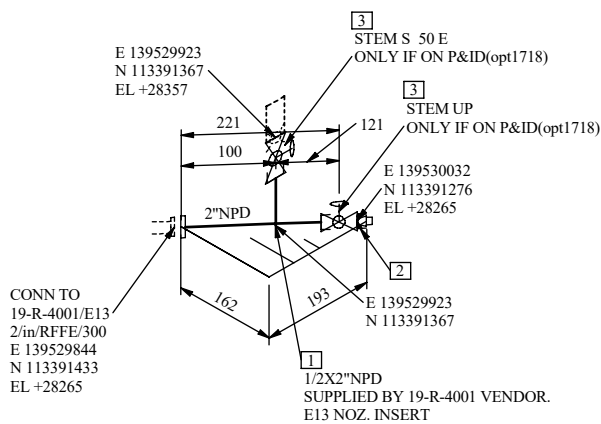 3
STEM S 50 E
ONLY IF ON P&ID(opt1718)
E 139529923
N 113391367
EL +28357
3
STEM UP
ONLY IF ON P&ID(opt1718)
221
121
100
E 139530032
N 113391276
EL +28265
2"NPD
2
CONN TO
19-R-4001/E13
2/in/RFFE/300
E 139529844
N 113391433
EL +28265
162
193
E 139529923
N 113391367
1
1/2X2"NPD
SUPPLIED BY 19-R-4001 VENDOR.
E13 NOZ. INSERT